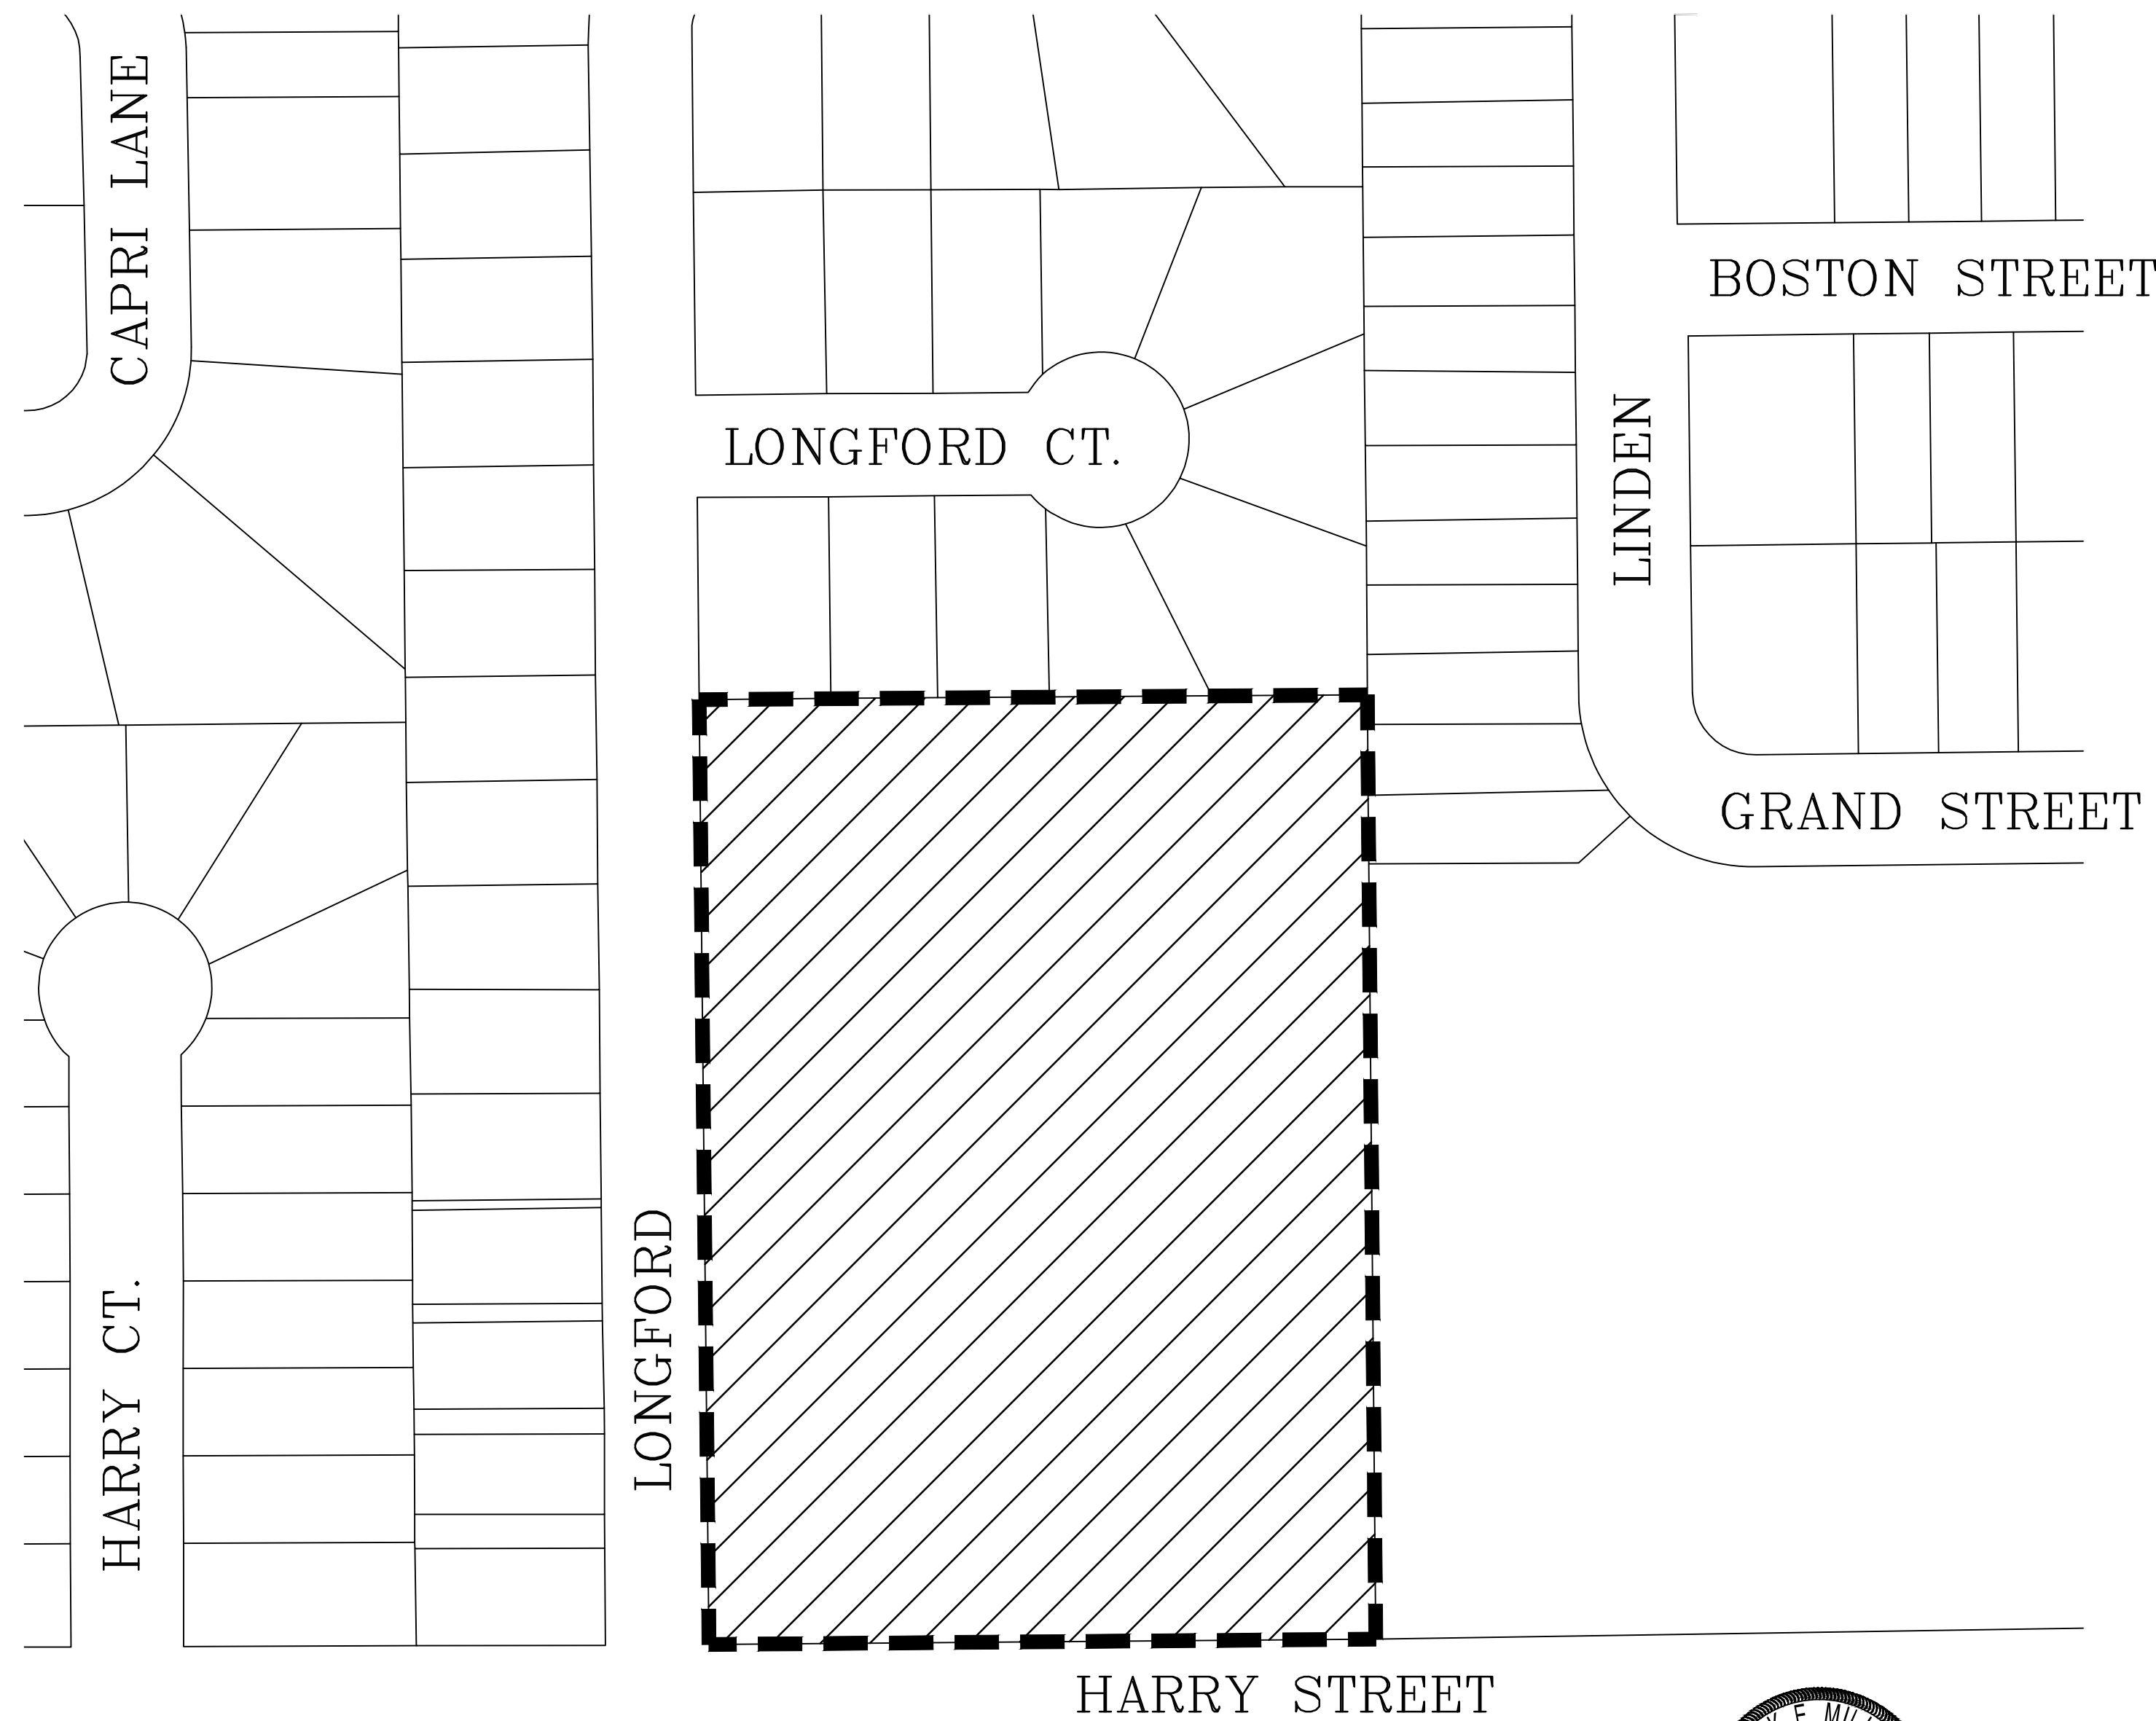 CAPRI LANE
BOSTON STREET
LONGFORD CT.
LINDEN
GRAND STREET
LONGFORD
HARRY CT.
HARRY STREET